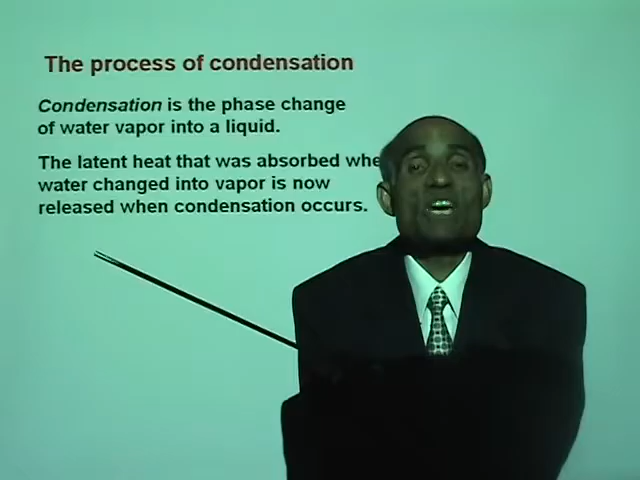 The process of condensation
Condensation is the phase change
of water vapor into a liquid.
The latent heat that was absorbed whe
water changed into vapor is now
released when condensation occurs.